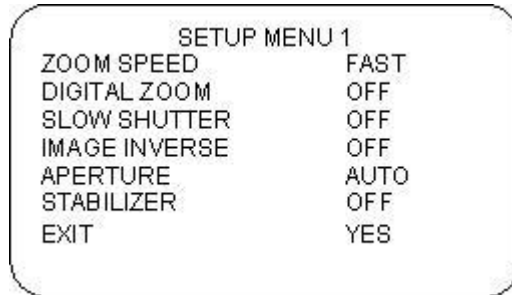 SETUP MENU 1
ZOOM SPEED FAST
DIGITAL ZOOM OFF
SLOW SHUTTER OFF
IMAGE INVERSE OFF
APERTURE AUTO
STABILIZER OFF
EXIT YES